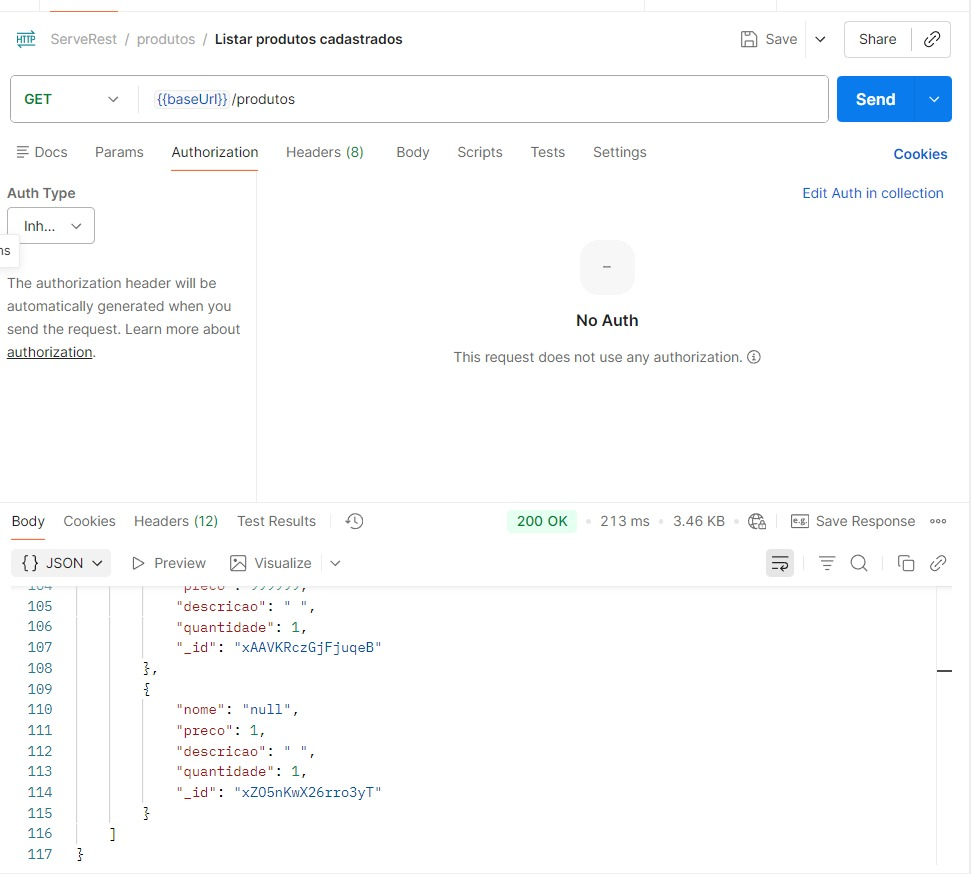 HTTP ServeRest / produtos / Listar produtos cadastrados Save Share
GET {{baseUrl}} /produtos Send
Docs Params Authorization Headers (8) Body Scripts Tests Settings Cookies
Auth Type
Edit Auth in collection
Inh...
ns
The authorization header will be
automatically generated when you
send the request. Learn more about
authorization.
No Auth
This request does not use any authorization.
Body Cookies Headers (12) Test Results 200 OK 213 ms 3.46 KB e.g. Save Response
{} JSON Preview Visualize
104 "preco": 999999,
105 "descricao": " ",
106 "quantidade": 1,
107 "_id": "xAAVKRczGjFjuqeB"
108 },
109 {
110 "nome": "null",
111 "preco": 1,
112 "descricao": " ",
113 "quantidade": 1,
114 "_id": "xZO5nKwX26rro3yT"
115 }
116 ]
117 }